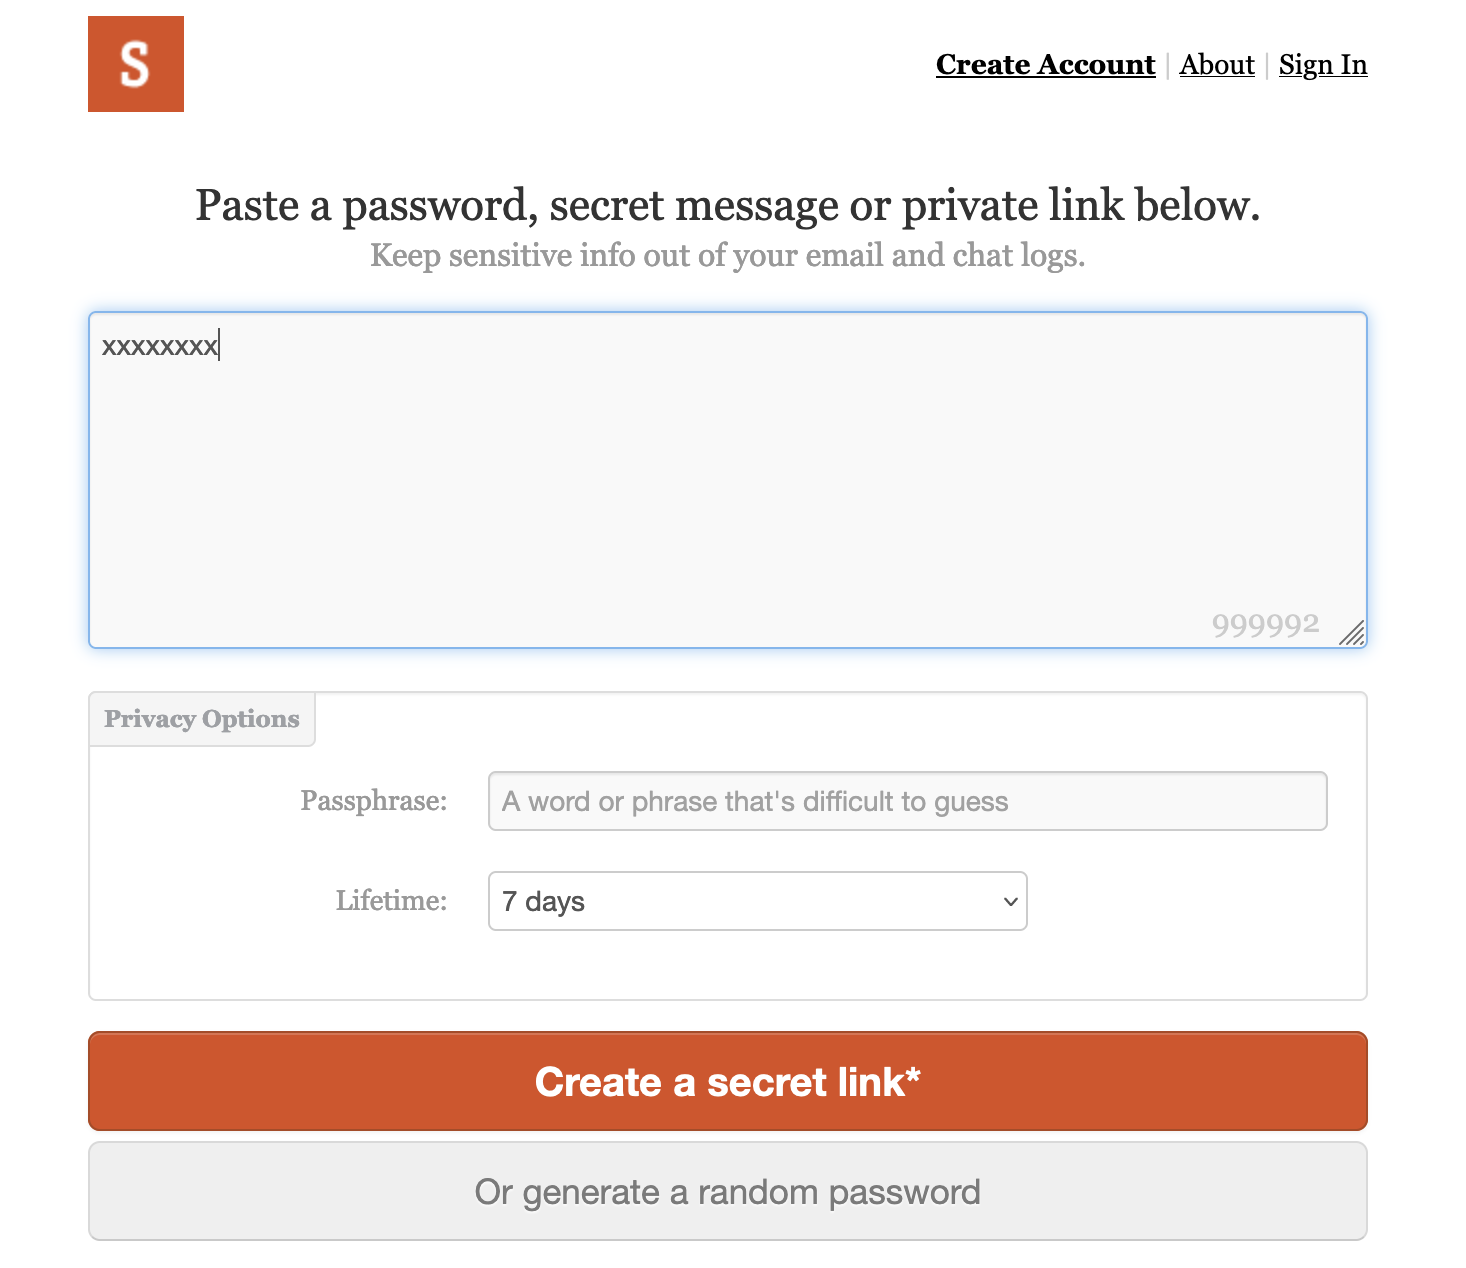 S
Create Account | About | Sign In
Paste a password, secret message or private link below.
Keep sensitive info out of your email and chat logs.
xxxxxxxx
999992
Privacy Options
Passphrase: A word or phrase that's difficult to guess
Lifetime: 7 days
Create a secret link*
Or generate a random password